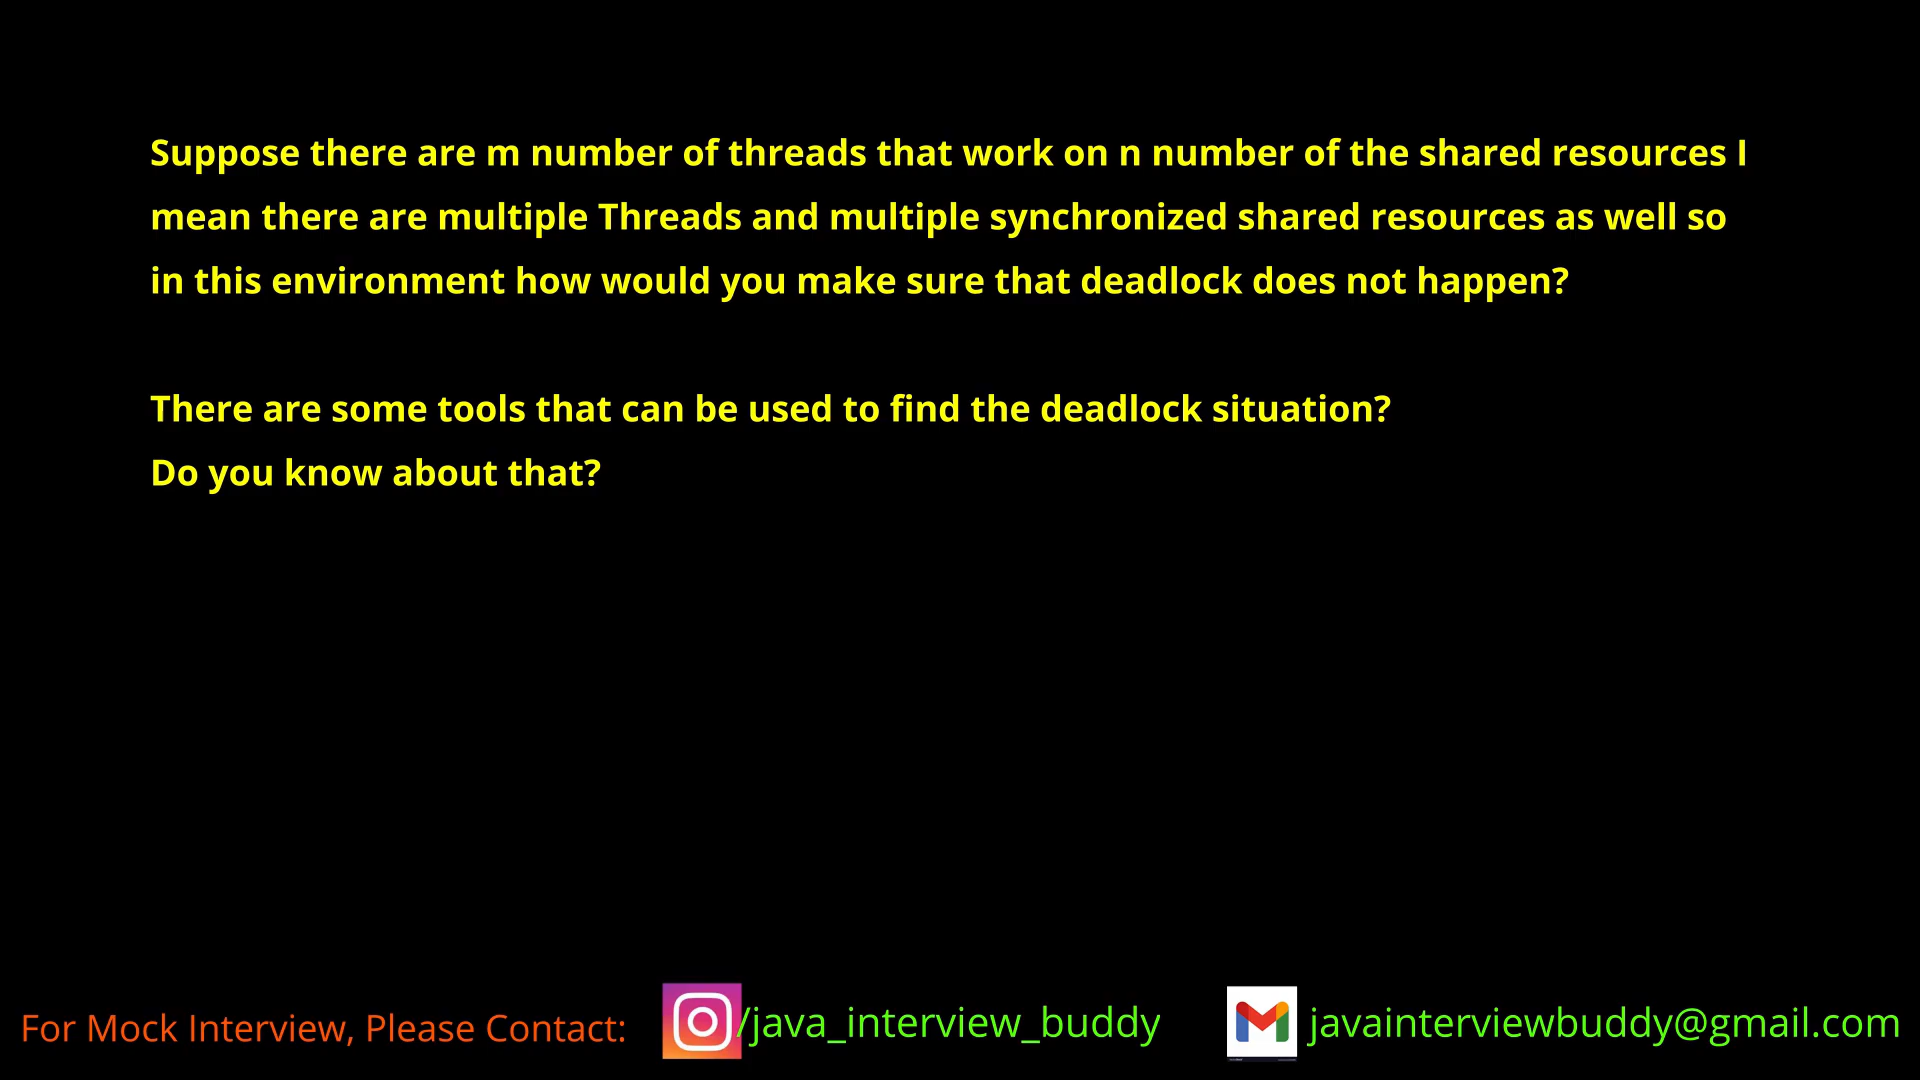 Suppose there are m number of threads that work on n number of the shared resources I
mean there are multiple Threads and multiple synchronized shared resources as well so
in this environment how would you make sure that deadlock does not happen?
There are some tools that can be used to find the deadlock situation?
Do you know about that?
For Mock Interview, Please Contact: /java_interview_buddy javainterviewbuddy@gmail.com